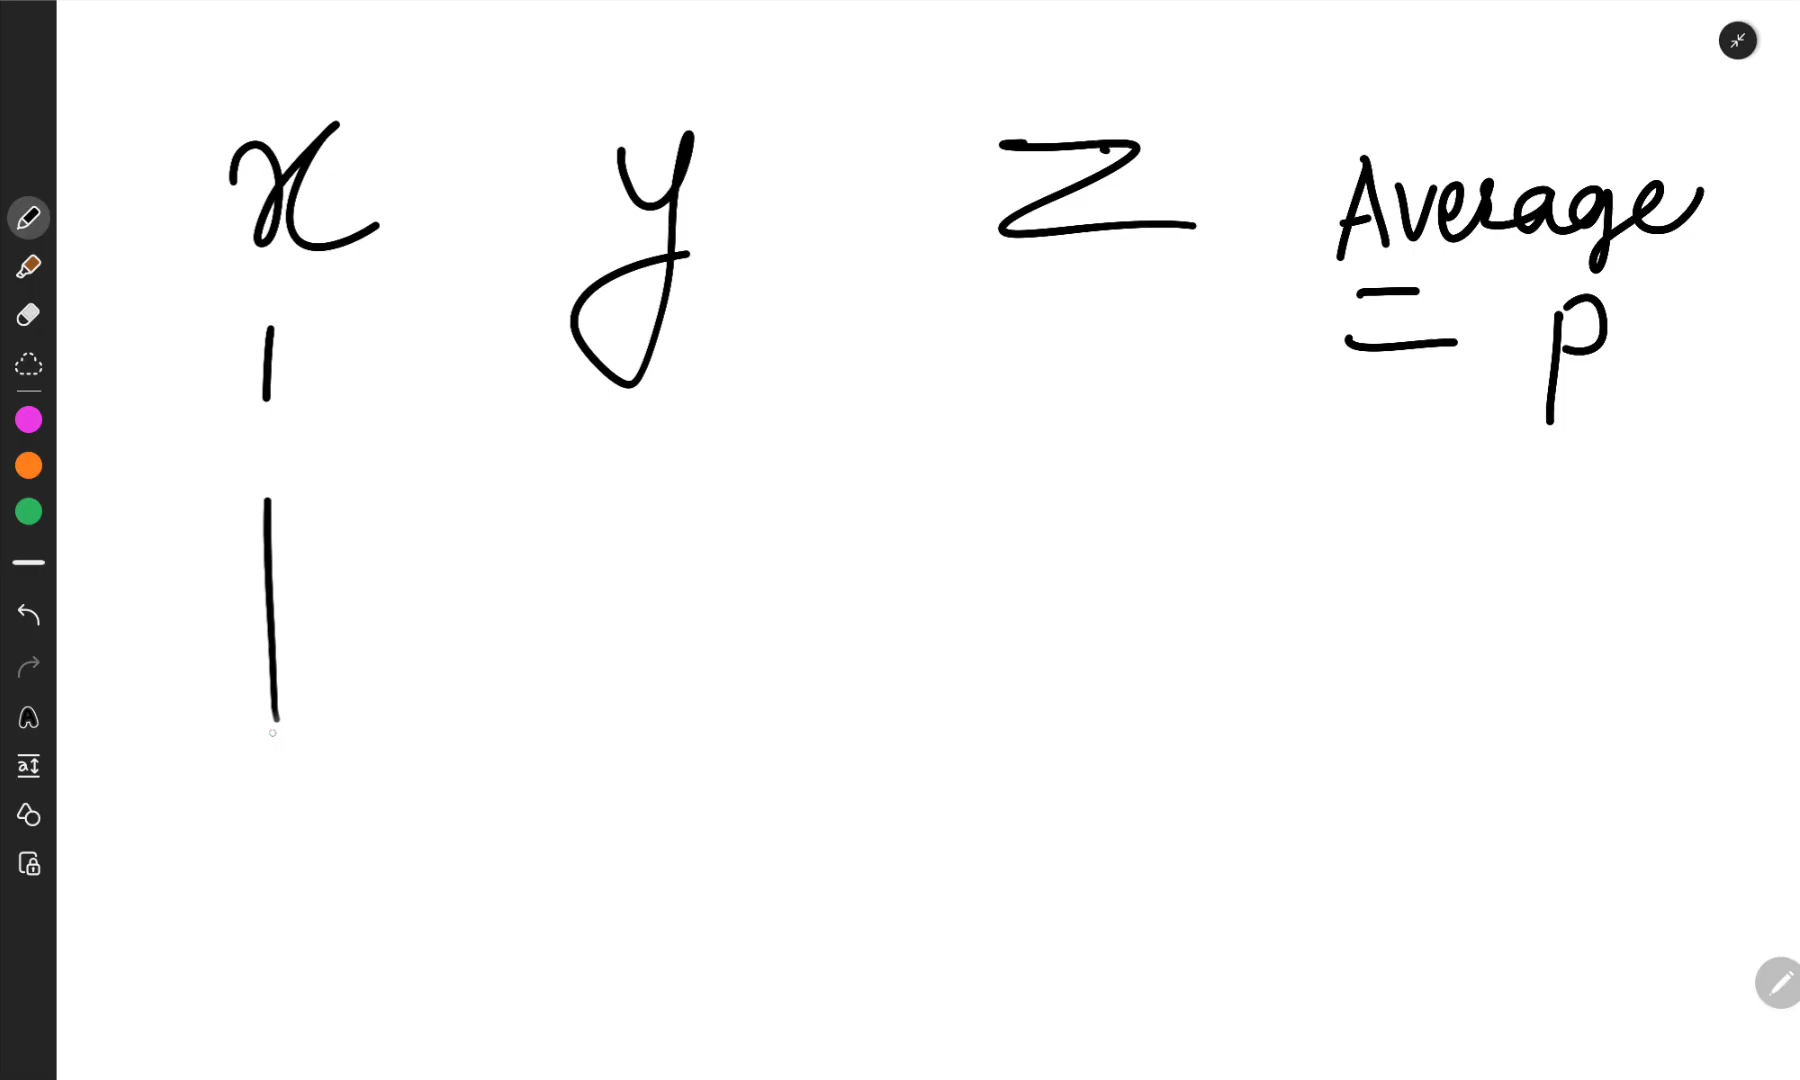 x y z Average
= p